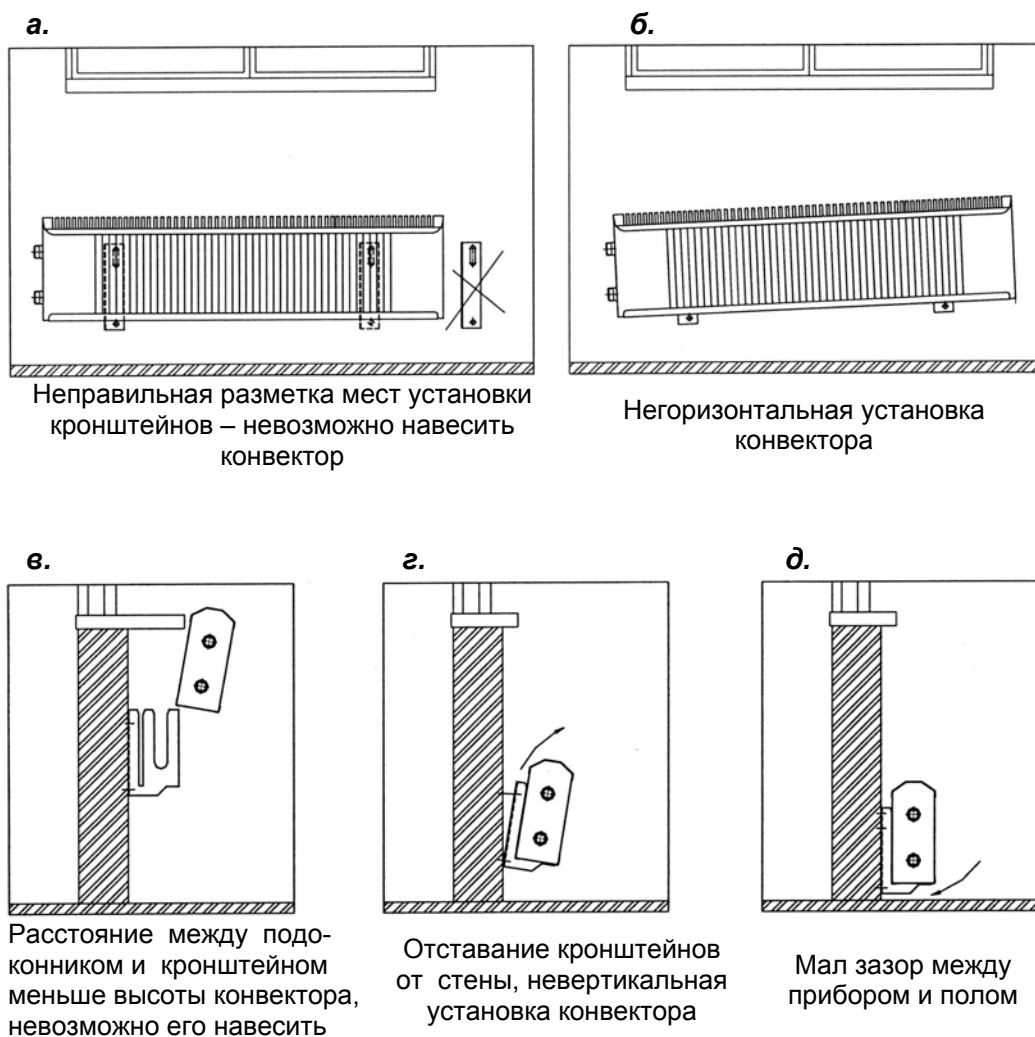 а.
б.
Неправильная разметка мест установки
кронштейнов – невозможно навесить
конвектор
Негоризонтальная установка
конвектора
в.
г.
д.
Расстояние между подо-
конником и кронштейном
меньше высоты конвектора,
невозможно его навесить
Отставание кронштейнов
от стены, невертикальная
установка конвектора
Мал зазор между
прибором и полом